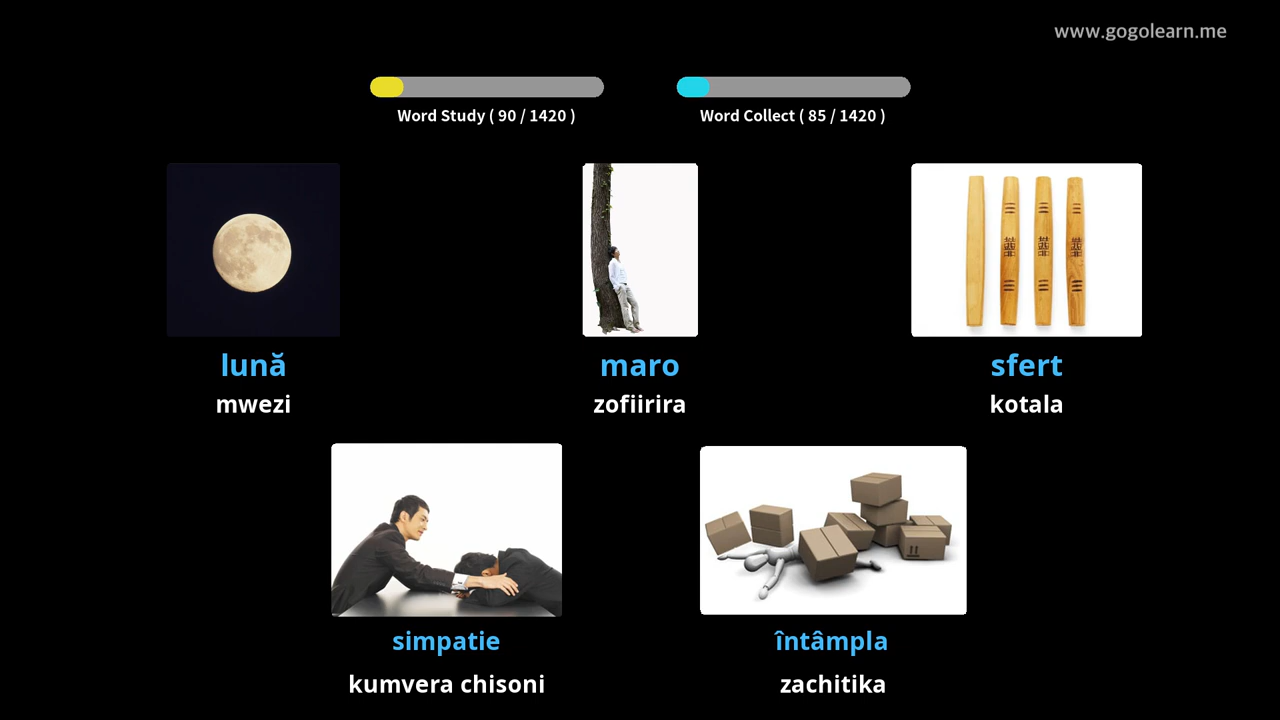 www.gogolearn.me
Word Study ( 90 / 1420 )
Word Collect ( 85 / 1420 )
lună
maro
sfert
mwezi
zofiirira
kotala
simpatie
întâmpla
kumvera chisoni
zachitika